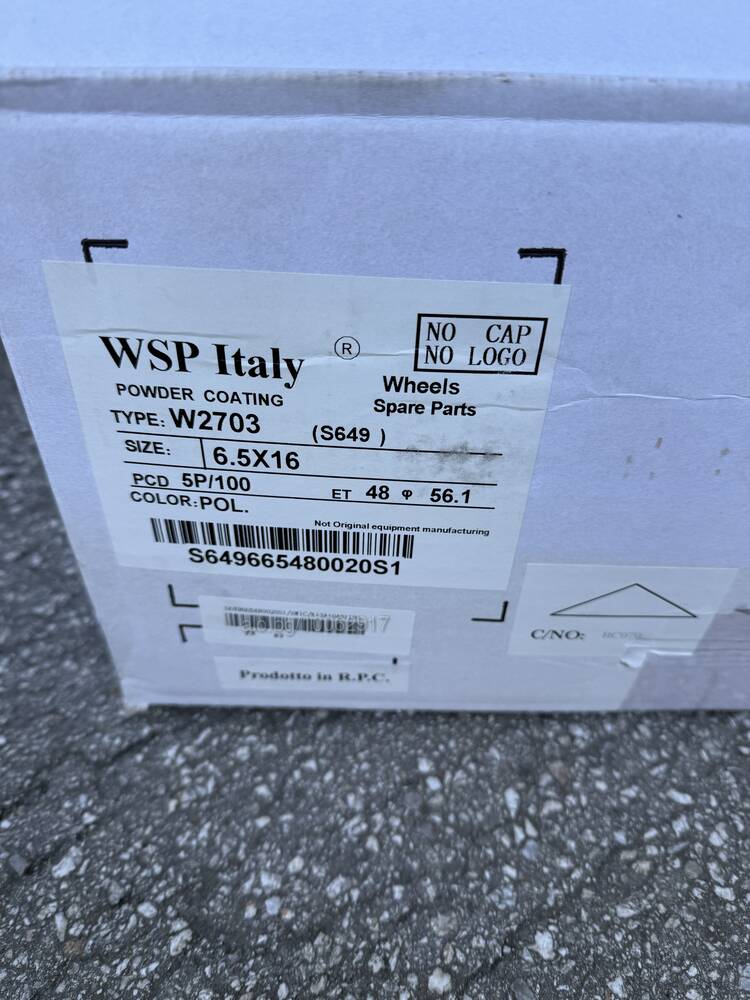 WSP Italy ®
NO CAP
NO LOGO
POWDER COATING
Wheels
Spare Parts
TYPE: W2703 (S649 )
SIZE: 6.5X16
PCD 5P/100 ET 48 φ 56.1
COLOR:POL.
Not Original equipment manufacturing
S649665480020S1
C/NO:
Prodotto in R.P.C.